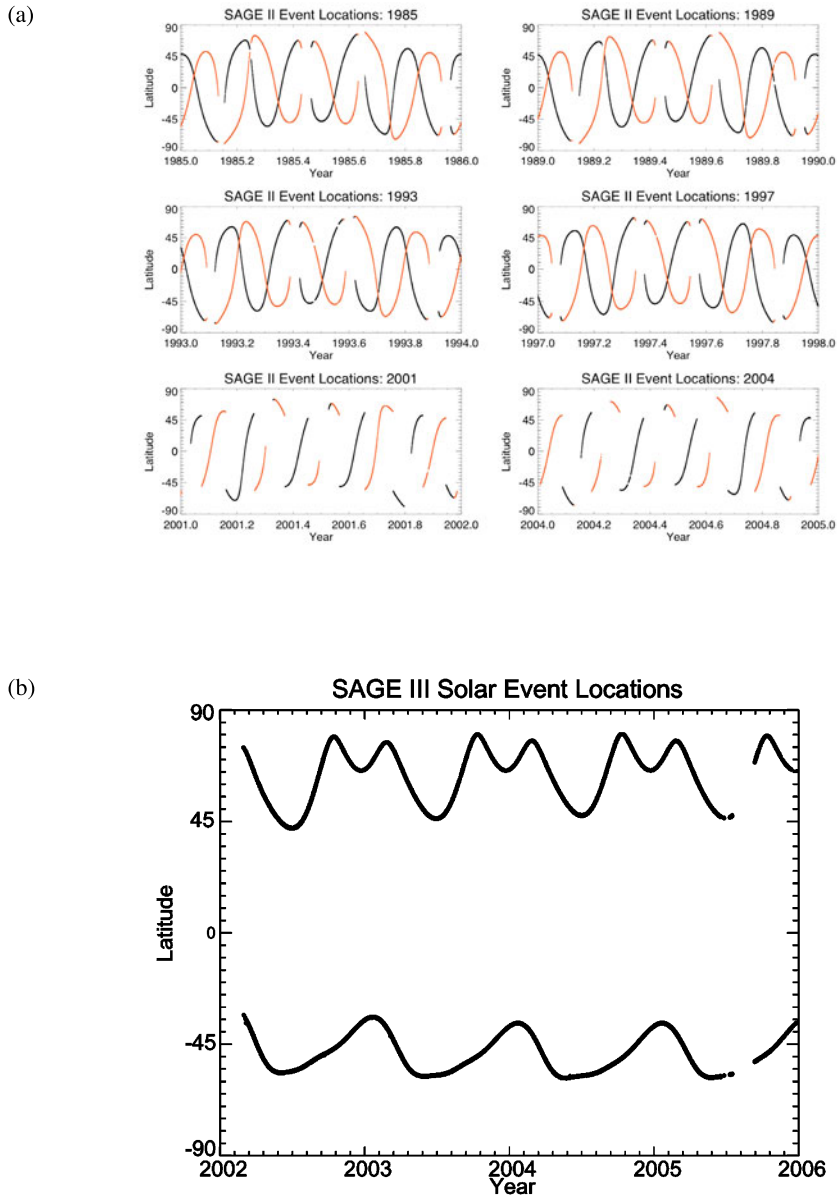 (a)
SAGE II Event Locations: 1985
90
45
0
-45
-90
Latitude
1985.0 1985.2 1985.4 1985.6 1985.8 1986.0
Year
SAGE II Event Locations: 1989
90
45
0
-45
-90
Latitude
1989.0 1989.2 1989.4 1989.6 1989.8 1990.0
Year
SAGE II Event Locations: 1993
90
45
0
-45
-90
Latitude
1993.0 1993.2 1993.4 1993.6 1993.8 1994.0
Year
SAGE II Event Locations: 1997
90
45
0
-45
-90
Latitude
1997.0 1997.2 1997.4 1997.6 1997.8 1998.0
Year
SAGE II Event Locations: 2001
90
45
0
-45
-90
Latitude
2001.0 2001.2 2001.4 2001.6 2001.8 2002.0
Year
SAGE II Event Locations: 2004
90
45
0
-45
-90
Latitude
2004.0 2004.2 2004.4 2004.6 2004.8 2005.0
Year
(b)
SAGE III Solar Event Locations
90
45
0
-45
-90
Latitude
2002 2003 2004 2005 2006
Year